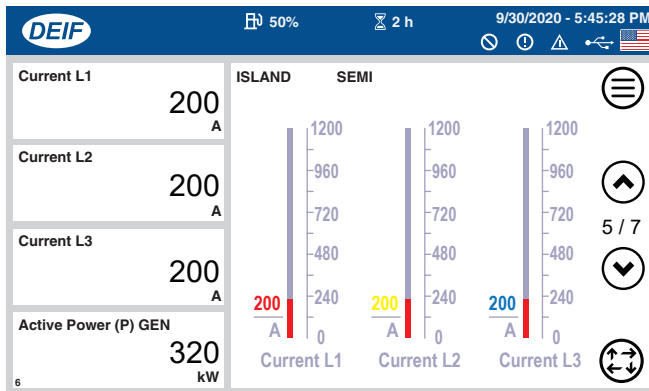 DEIF
50%
2 h
9/30/2020 - 5:45:28 PM
Current L1
200
A
Current L2
200
A
Current L3
200
A
Active Power (P) GEN
320
kW
6
ISLAND SEMI
1200
960
720
480
240
0
200
A
Current L1
1200
960
720
480
240
0
200
A
Current L2
1200
960
720
480
240
0
200
A
Current L3
5 / 7